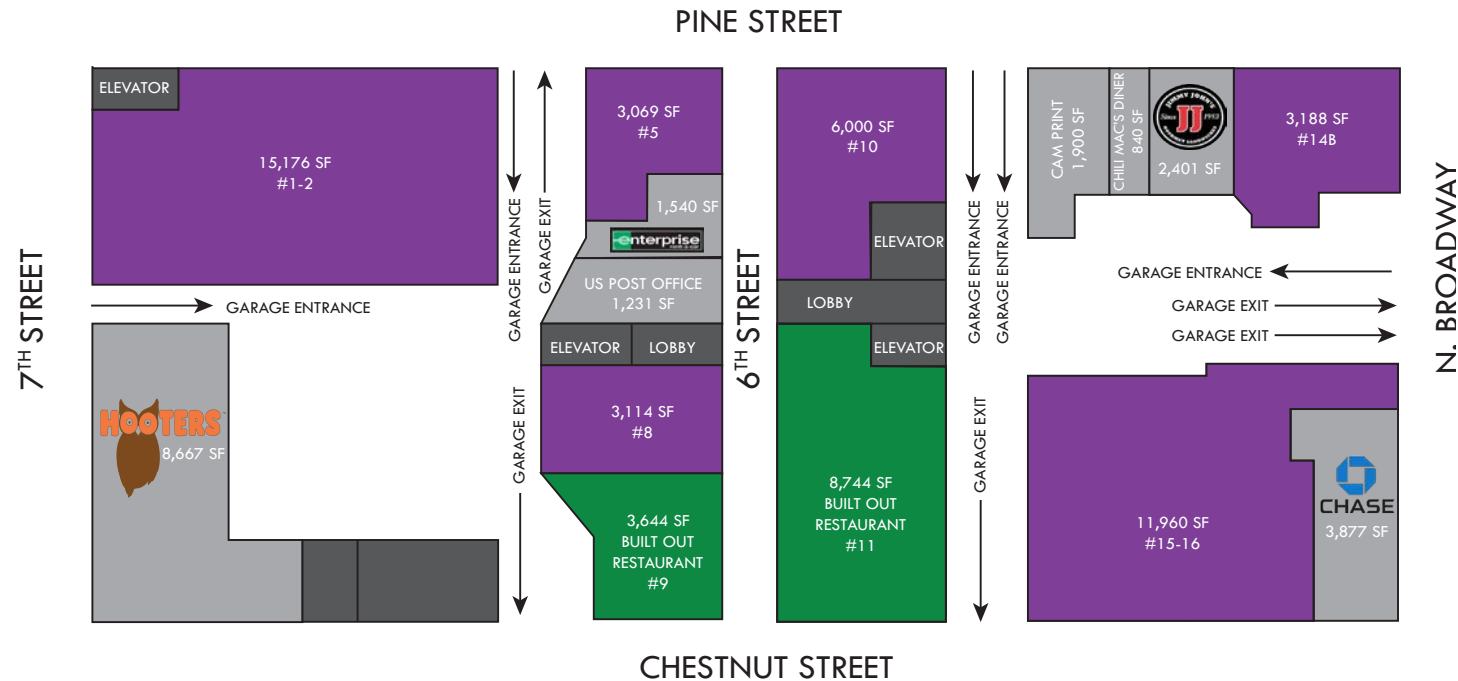 PINE STREET
ELEVATOR
15,176 SF
#1-2
GARAGE ENTRANCE
GARAGE EXIT
3,069 SF
#5
1,540 SF
enterprise
US POST OFFICE
1,231 SF
ELEVATOR
LOBBY
3,114 SF
#8
3,644 SF
BUILT OUT
RESTAURANT
#9
7TH STREET
GARAGE ENTRANCE
HOOTERS
8,667 SF
GARAGE EXIT
6TH STREET
6,000 SF
#10
ELEVATOR
LOBBY
ELEVATOR
8,744 SF
BUILT OUT
RESTAURANT
#11
GARAGE ENTRANCE
GARAGE ENTRANCE
GARAGE EXIT
CAM PRINT
1,900 SF
CHILI MAC'S DINER
840 SF
JIMMY JOHN'S
Since JJ 1983
GOURMET SANDWICHES
2,401 SF
3,188 SF
#14B
GARAGE ENTRANCE
GARAGE EXIT
GARAGE EXIT
N. BROADWAY
11,960 SF
#15-16
CHASE
3,877 SF
CHESTNUT STREET